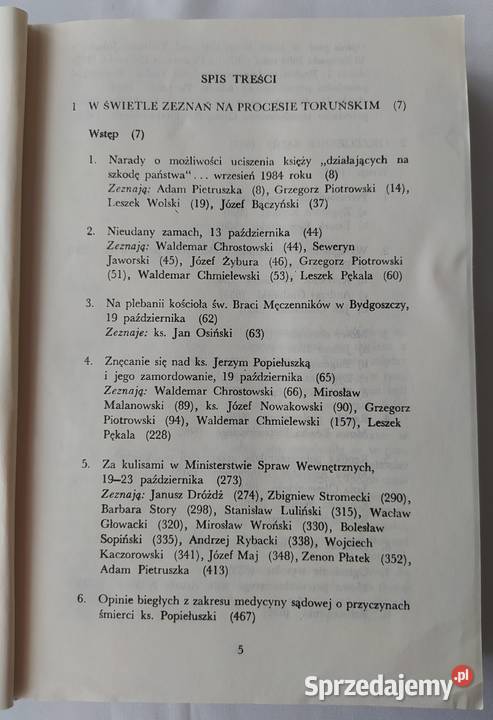 SPIS TREŚCI
1 W ŚWIETLE ZEZNAŃ NA PROCESIE TORUŃSKIM (7)
Wstęp (7)
1. Narady o możliwości uciszenia księży „działających na
szkodę państwa“... wrzesień 1984 roku (8)
Zeznają: Adam Pietruszka (8), Grzegorz Piotrowski (14),
Leszek Wolski (19), Józef Bączyński (37)
2. Nieudany zamach, 13 października (44)
Zeznają: Waldemar Chrostowski (44), Seweryn
Jaworski (45), Józef Żybura (46), Grzegorz Piotrowski
(51), Waldemar Chmielewski (53), Leszek Pękala (60)
3. Na plebanii kościoła św. Braci Męczenników w Bydgoszczy,
19 października (62)
Zeznaje: ks. Jan Osiński (63)
4. Znęcanie się nad ks. Jerzym Popiełuszką
i jego zamordowanie, 19 października (65)
Zeznają: Waldemar Chrostowski (66), Mirosław
Malanowski (89), ks. Józef Nowakowski (90), Grzegorz
Piotrowski (94), Waldemar Chmielewski (157), Leszek
Pękala (228)
5. Za kulisami w Ministerstwie Spraw Wewnętrznych,
19–23 października (273)
Zeznają: Janusz Dróżdż (274), Zbigniew Stromecki (290),
Barbara Story (298), Stanisław Luliński (315), Wacław
Głowacki (320), Mirosław Wroński (330), Bolesław
Sopiński (335), Andrzej Rybacki (338), Wojciech
Kaczorowski (341), Józef Maj (348), Zenon Płatek (352),
Adam Pietruszka (413)
6. Opinie biegłych z zakresu medycyny sądowej o przyczynach
śmierci ks. Popiełuszki (467)
5
Sprzedajemy.pl